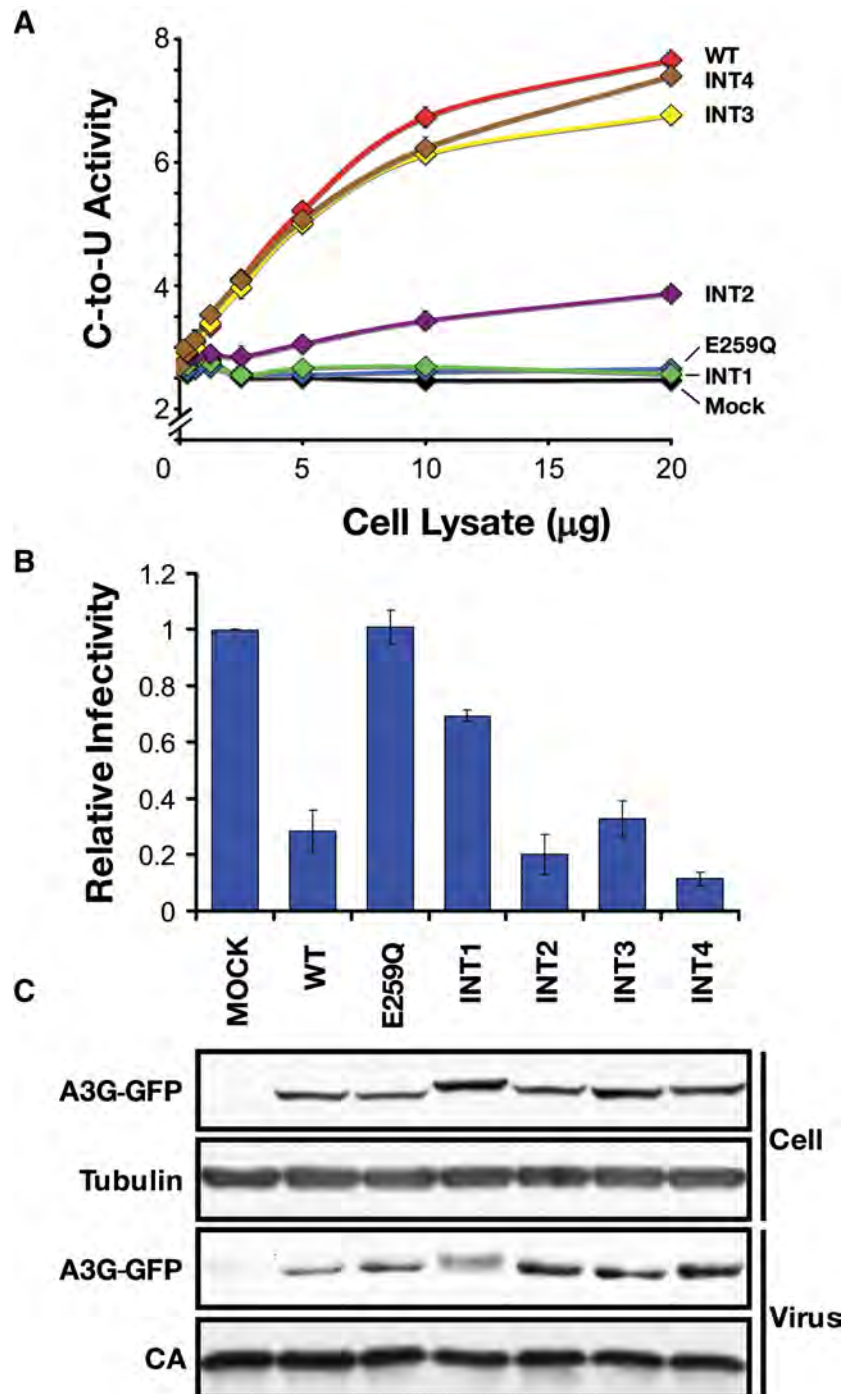 A
8
6
4
2
C-to-U Activity
WT
INT4
INT3
INT2
E259Q
INT1
Mock
0
5
10
15
20
Cell Lysate (μg)
B
1.2
1
0.8
0.6
0.4
0.2
0
Relative Infectivity
MOCK
WT
E259Q
INT1
INT2
INT3
INT4
C
A3G-GFP
Tubulin
Cell
A3G-GFP
CA
Virus